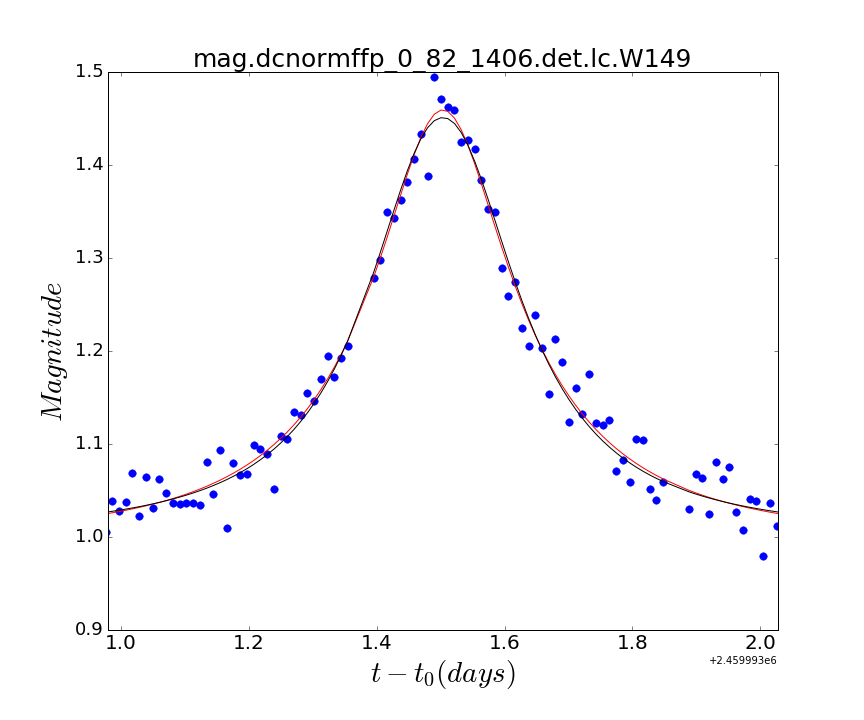 mag.dcnormffp_0_82_1406.det.lc.W149
1.5
1.4
1.3
1.2
1.1
1.0
0.9
Magnitude
1.0 1.2 1.4 1.6 1.8 2.0
+2.459993e6
t − t₀(days)